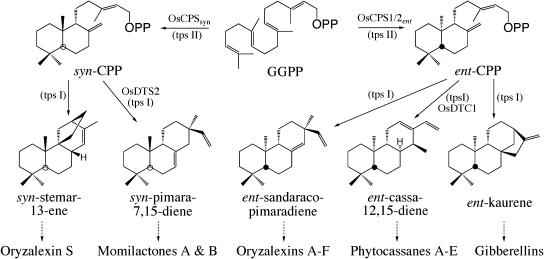 OPP
OsCPSsyn
(tps II)
OPP
GGPP
OsCPS1/2ent
(tps II)
OPP
syn-CPP
ent-CPP
(tps I)
OsDTS2
(tps I)
(tps I)
(tpsI)
OsDTC1
(tps I)
H
H
syn-stemar-
13-ene
syn-pimara-
7,15-diene
ent-sandaraco-
pimaradiene
ent-cassa-
12,15-diene
ent-kaurene
Oryzalexin S
Momilactones A & B
Oryzalexins A-F
Phytocassanes A-E
Gibberellins